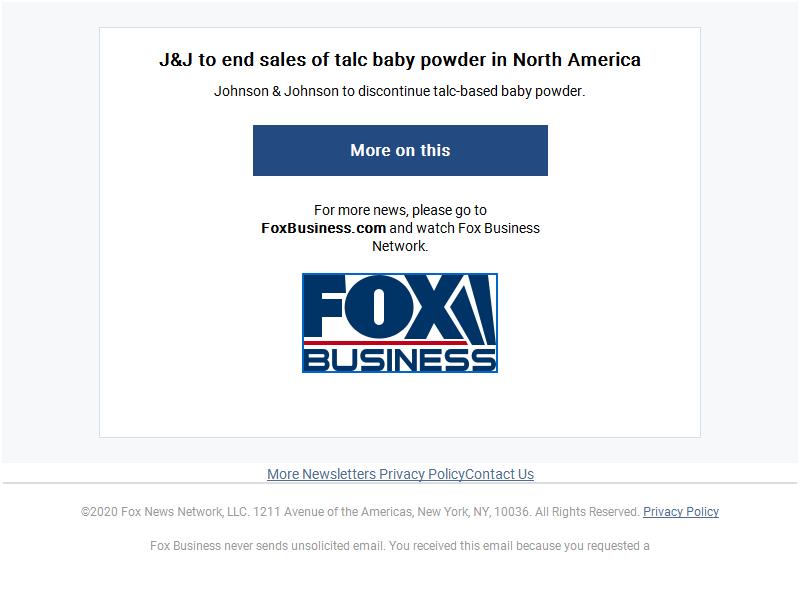 J&J to end sales of talc baby powder in North America
Johnson & Johnson to discontinue talc-based baby powder.
More on this
For more news, please go to
FoxBusiness.com and watch Fox Business
Network.
FOX
BUSINESS
More Newsletters Privacy PolicyContact Us
©2020 Fox News Network, LLC. 1211 Avenue of the Americas, New York, NY, 10036. All Rights Reserved. Privacy Policy
Fox Business never sends unsolicited email. You received this email because you requested a